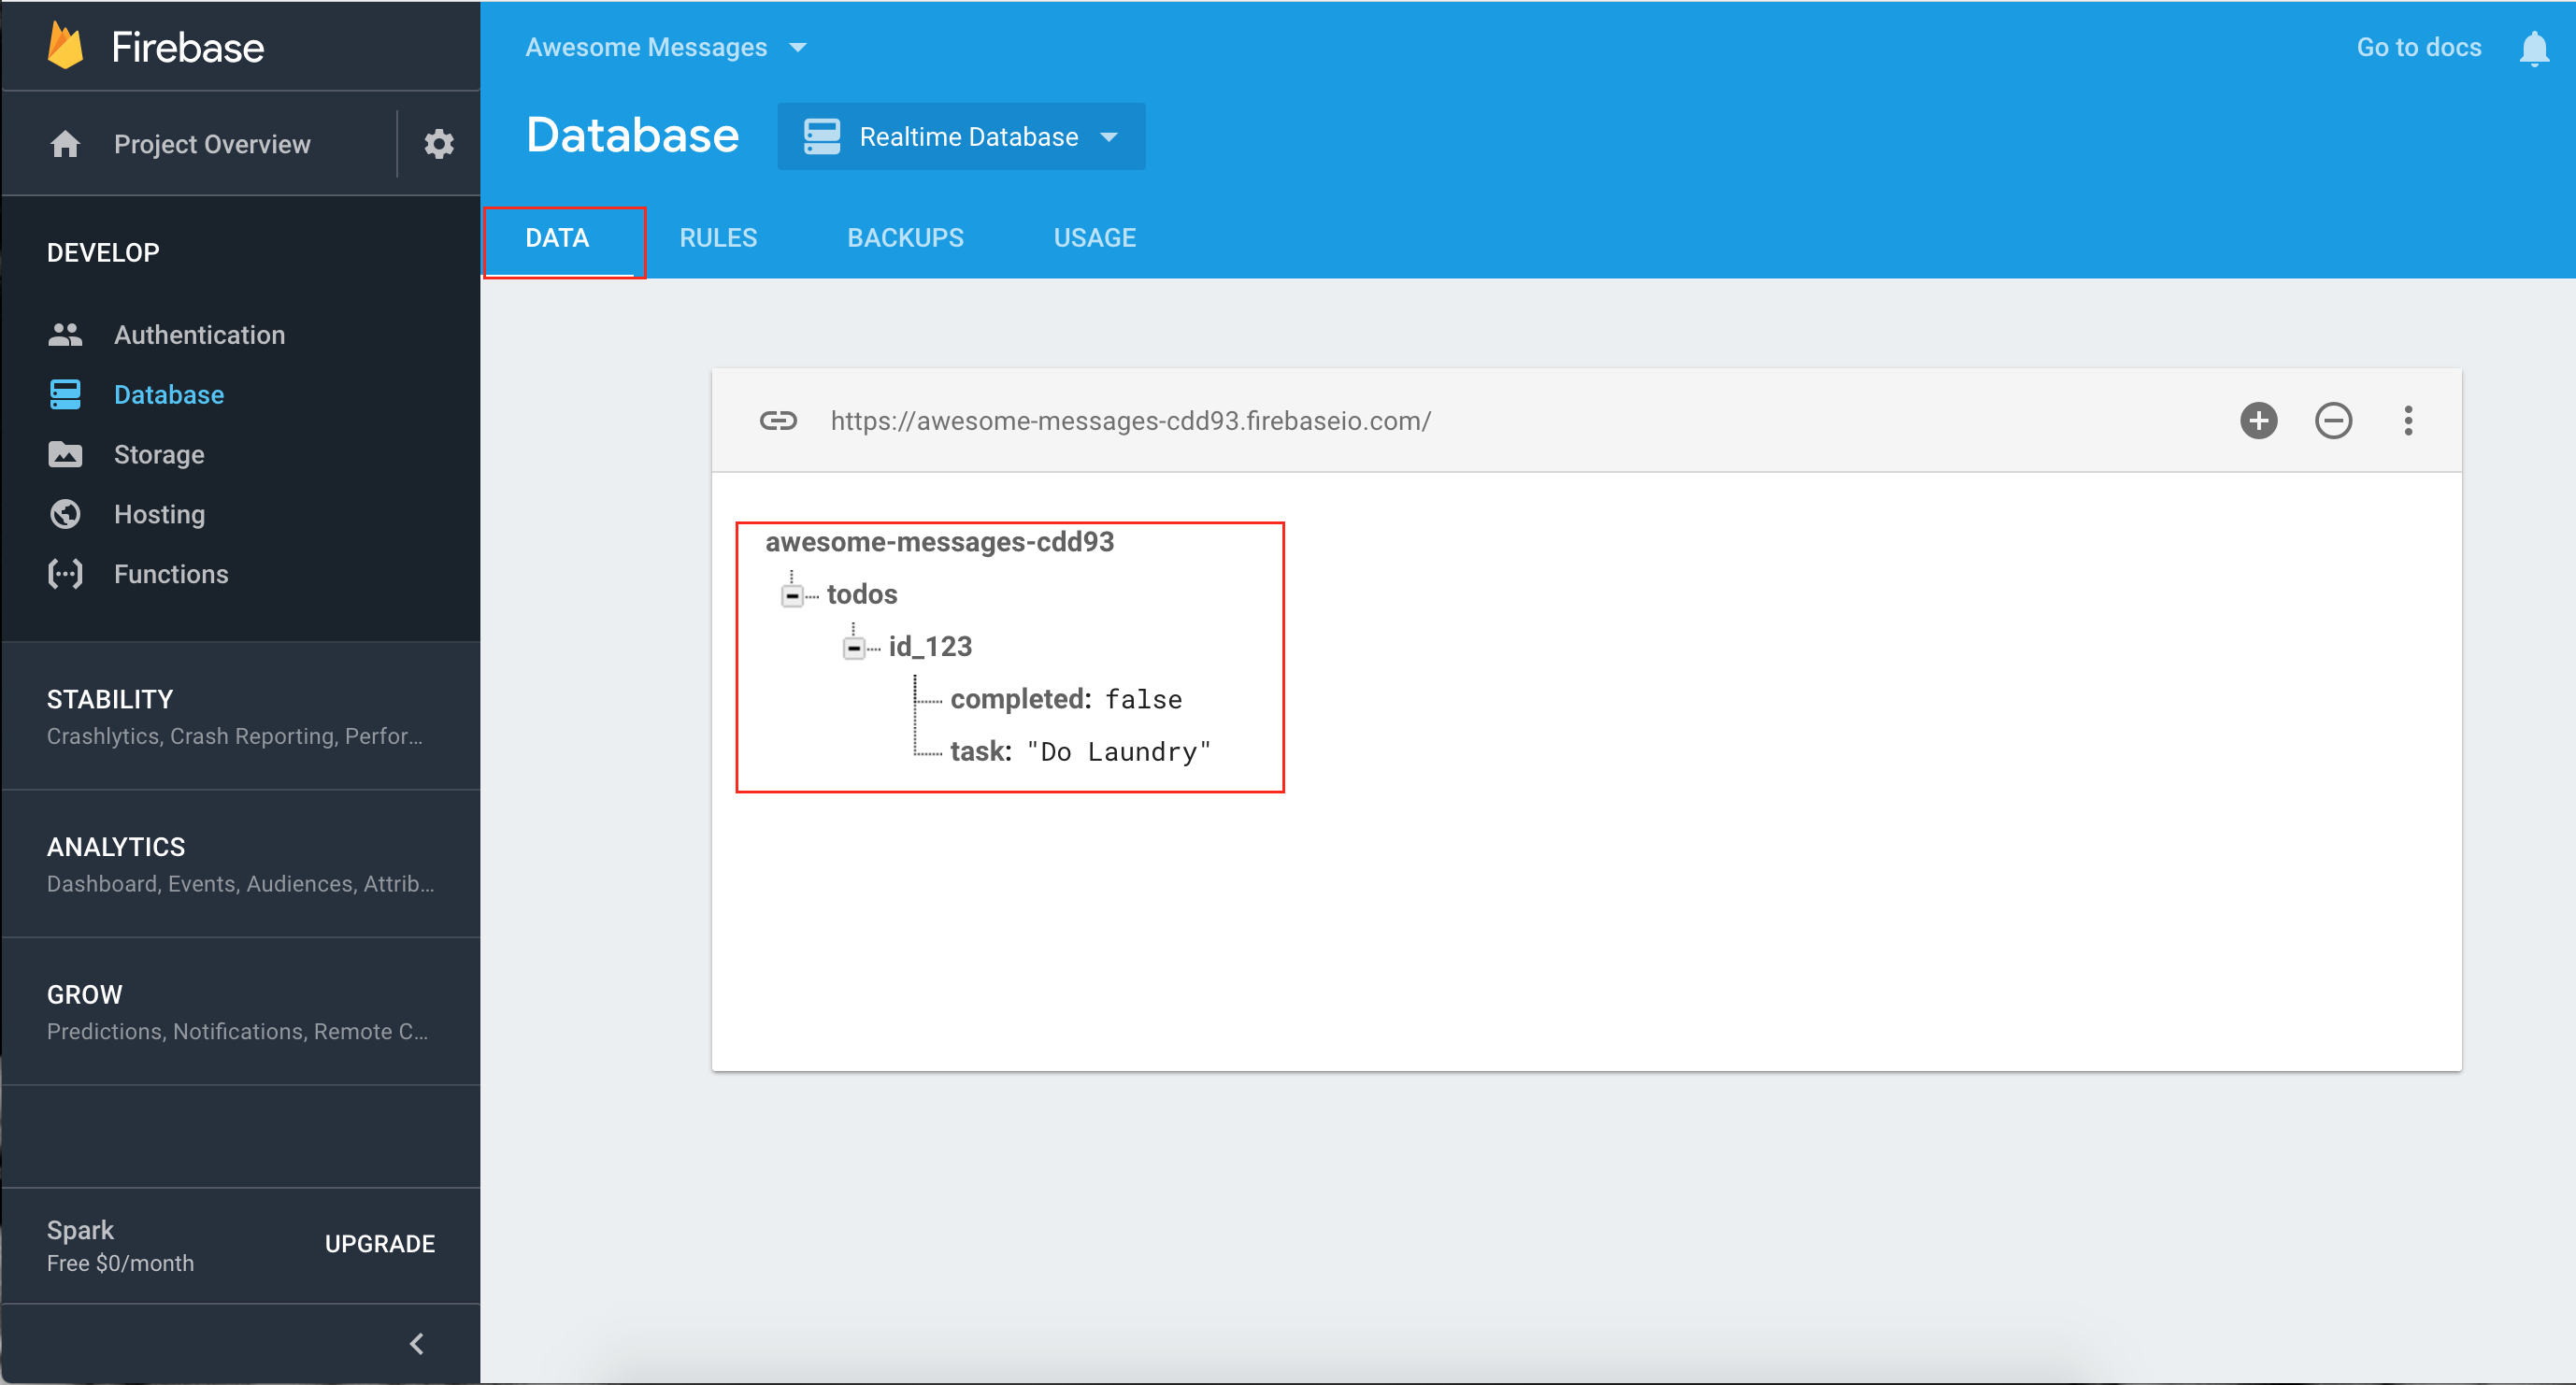 Firebase
Project Overview
DEVELOP
Authentication
Database
Storage
Hosting
Functions
STABILITY
Crashlytics, Crash Reporting, Perfor...
ANALYTICS
Dashboard, Events, Audiences, Attrib...
GROW
Predictions, Notifications, Remote C...
Spark
Free $0/month
UPGRADE
Awesome Messages
Go to docs
Database
Realtime Database
DATA
RULES
BACKUPS
USAGE
https://awesome-messages-cdd93.firebaseio.com/
awesome-messages-cdd93
todos
id_123
completed: false
task: "Do Laundry"